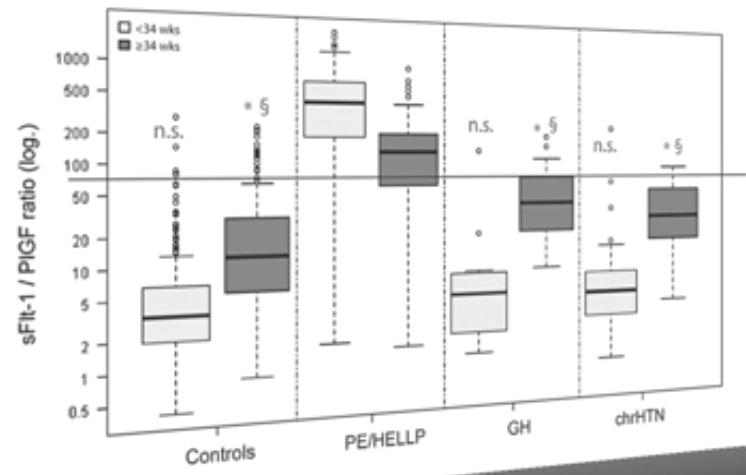 <34 wks
≥34 wks
1000
500
200
100
50
20
10
5
2
1
0.5
sFlt-1 / PlGF ratio (log.)
n.s.
* §
n.s.
* §
n.s.
* §
Controls
PE/HELLP
GH
chrHTN